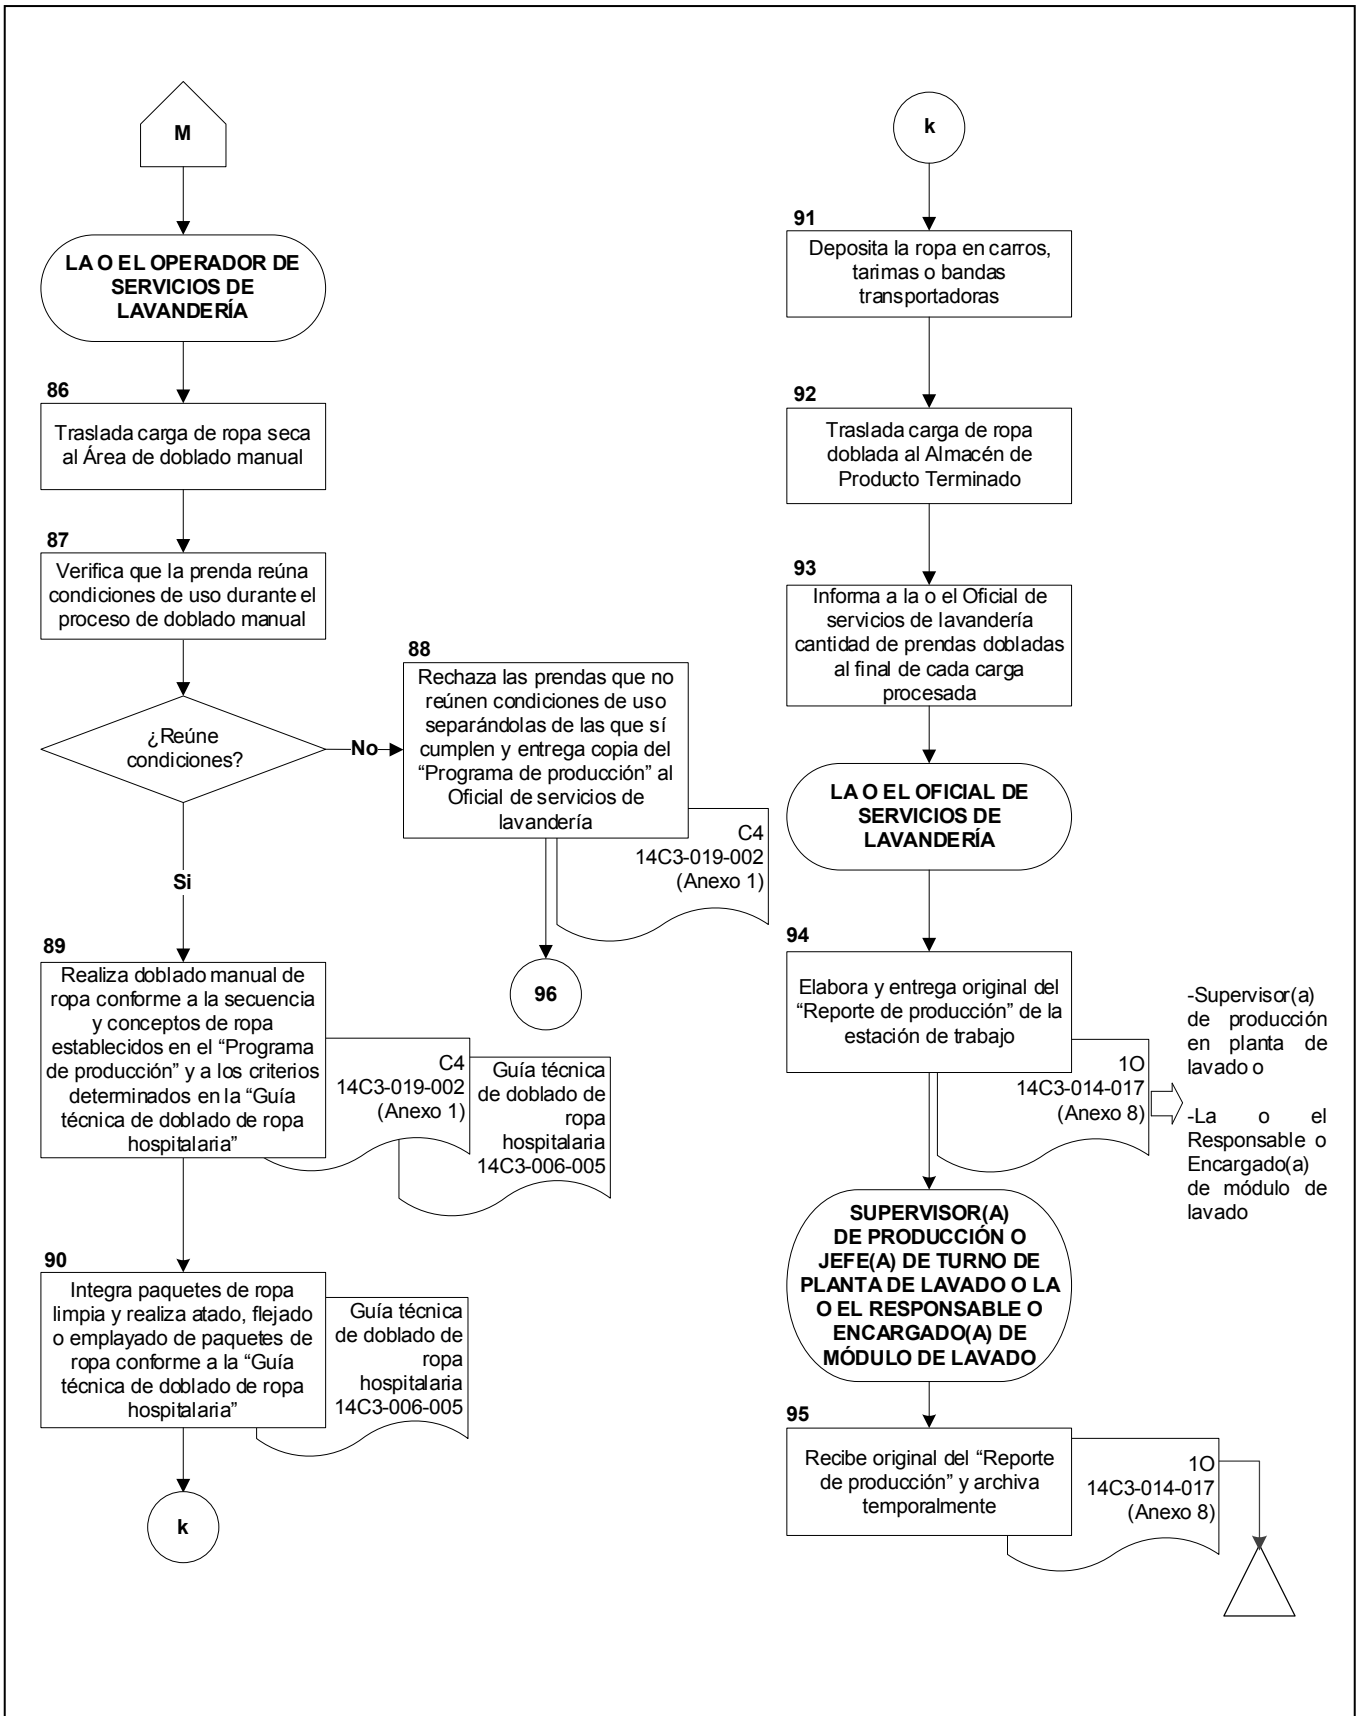 M
LA O EL OPERADOR DE
SERVICIOS DE
LAVANDERÍA
86
Traslada carga de ropa seca
al Área de doblado manual
87
Verifica que la prenda reúna
condiciones de uso durante el
proceso de doblado manual
¿Reúne
condiciones?
No
88
Rechaza las prendas que no
reúnen condiciones de uso
separándolas de las que sí
cumplen y entrega copia del
“Programa de producción” al
Oficial de servicios de
lavandería
C4
14C3-019-002
(Anexo 1)
96
Si
89
Realiza doblado manual de
ropa conforme a la secuencia
y conceptos de ropa
establecidos en el “Programa
de producción” y a los criterios
determinados en la “Guía
técnica de doblado de ropa
hospitalaria”
C4
14C3-019-002
(Anexo 1)
Guía técnica
de doblado de
ropa
hospitalaria
14C3-006-005
90
Integra paquetes de ropa
limpia y realiza atado, flejado
o emplayado de paquetes de
ropa conforme a la “Guía
técnica de doblado de ropa
hospitalaria”
Guía técnica
de doblado de
ropa
hospitalaria
14C3-006-005
k
k
91
Deposita la ropa en carros,
tarimas o bandas
transportadoras
92
Traslada carga de ropa
doblada al Almacén de
Producto Terminado
93
Informa a la o el Oficial de
servicios de lavandería
cantidad de prendas dobladas
al final de cada carga
procesada
LA O EL OFICIAL DE
SERVICIOS DE
LAVANDERÍA
94
Elabora y entrega original del
“Reporte de producción” de la
estación de trabajo
1O
14C3-014-017
(Anexo 8)
-Supervisor(a)
de producción
en planta de
lavado o
-La o el
Responsable o
Encargado(a)
de módulo de
lavado
SUPERVISOR(A)
DE PRODUCCIÓN O
JEFE(A) DE TURNO DE
PLANTA DE LAVADO O LA
O EL RESPONSABLE O
ENCARGADO(A) DE
MÓDULO DE LAVADO
95
Recibe original del “Reporte
de producción” y archiva
temporalmente
1O
14C3-014-017
(Anexo 8)